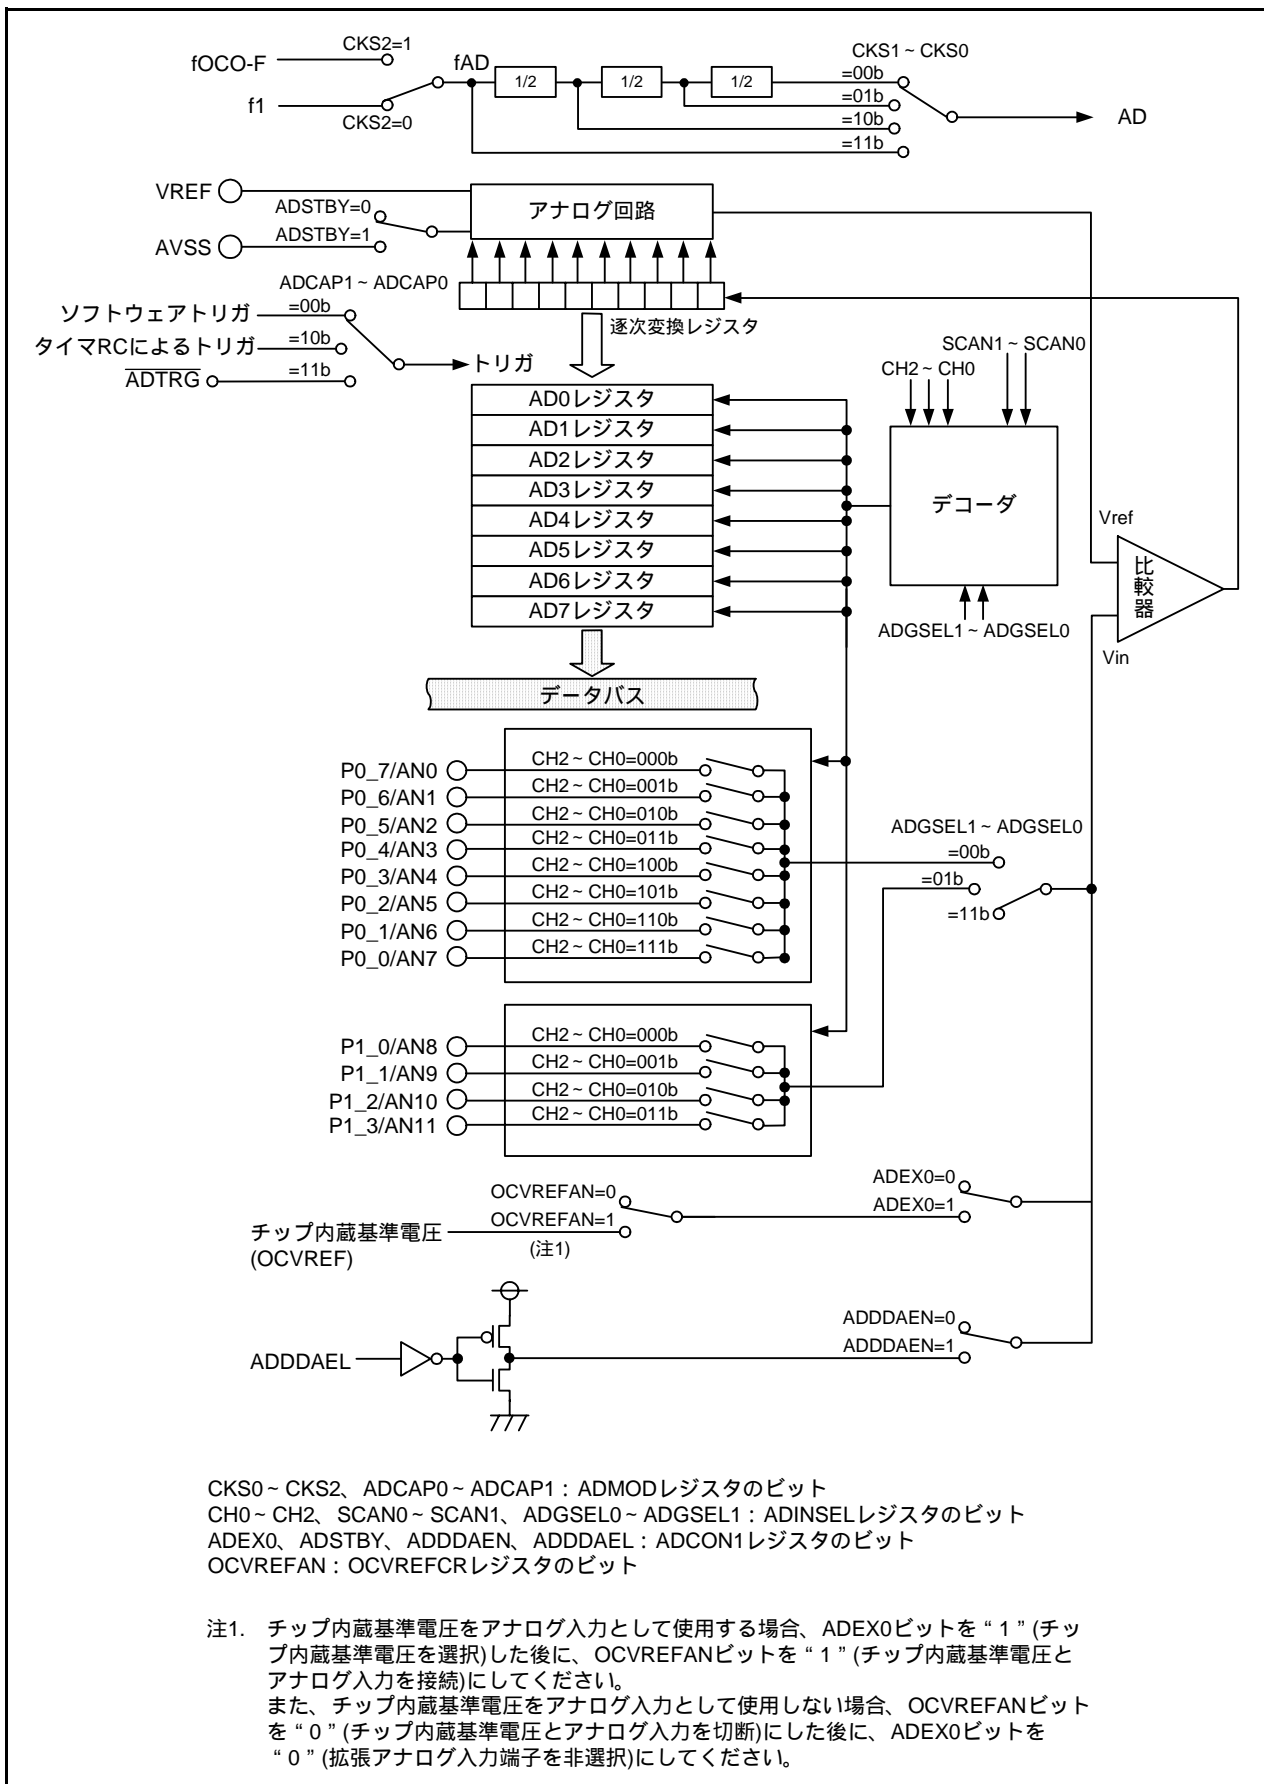 fOCO-F
CKS2=1
f1
CKS2=0
fAD
1/2
1/2
1/2
CKS1~CKS0
=00b
=01b
=10b
=11b
AD
VREF
AVSS
ADSTBY=0
ADSTBY=1
アナログ回路
ADCAP1~ADCAP0
ソフトウェアトリガ
=00b
タイマRCによるトリガ
=10b
ADTRG
=11b
トリガ
逐次変換レジスタ
SCAN1~SCAN0
CH2~CH0
AD0レジスタ
AD1レジスタ
AD2レジスタ
AD3レジスタ
AD4レジスタ
AD5レジスタ
AD6レジスタ
AD7レジスタ
デコーダ
ADGSEL1~ADGSEL0
Vref
比較器
Vin
データバス
P0_7/AN0
CH2~CH0=000b
P0_6/AN1
CH2~CH0=001b
P0_5/AN2
CH2~CH0=010b
P0_4/AN3
CH2~CH0=011b
P0_3/AN4
CH2~CH0=100b
P0_2/AN5
CH2~CH0=101b
P0_1/AN6
CH2~CH0=110b
P0_0/AN7
CH2~CH0=111b
ADGSEL1~ADGSEL0
=00b
=01b
=11b
P1_0/AN8
CH2~CH0=000b
P1_1/AN9
CH2~CH0=001b
P1_2/AN10
CH2~CH0=010b
P1_3/AN11
CH2~CH0=011b
チップ内蔵基準電圧
(OCVREF)
OCVREFAN=0
OCVREFAN=1
(注1)
ADEX0=0
ADEX0=1
ADDDAEL
ADDDAEN=0
ADDDAEN=1
CKS0~CKS2、ADCAP0~ADCAP1:ADMODレジスタのビット
CH0~CH2、SCAN0~SCAN1、ADGSEL0~ADGSEL1:ADINSELレジスタのビット
ADEX0、ADSTBY、ADDDAEN、ADDDAEL:ADCON1レジスタのビット
OCVREFAN:OCVREFCRレジスタのビット
注1. チップ内蔵基準電圧をアナログ入力として使用する場合、ADEX0ビットを“1”(チッ
プ内蔵基準電圧を選択)した後に、OCVREFANビットを“1”(チップ内蔵基準電圧と
アナログ入力を接続)にしてください。
また、チップ内蔵基準電圧をアナログ入力として使用しない場合、OCVREFANビット
を“0”(チップ内蔵基準電圧とアナログ入力を切断)にした後に、ADEX0ビットを
“0”(拡張アナログ入力端子を非選択)にしてください。